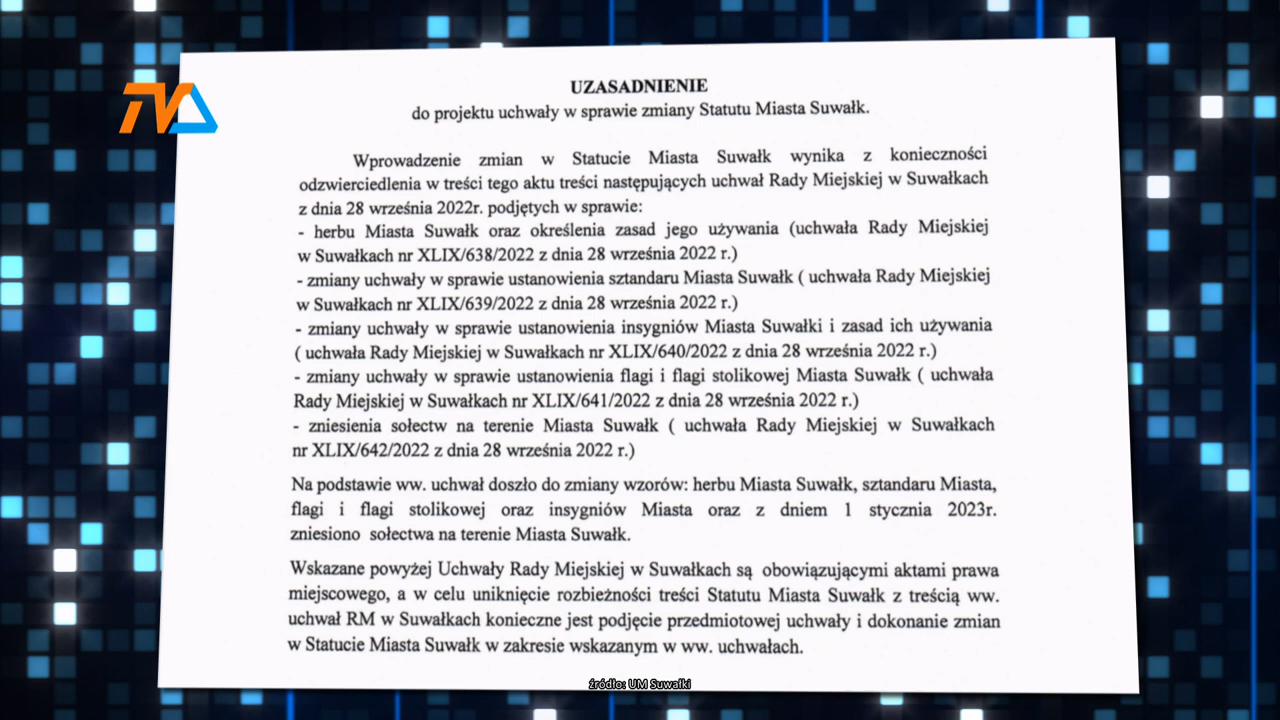 TVA
UZASADNIENIE
do projektu uchwały w sprawie zmiany Statutu Miasta Suwałk.
Wprowadzenie zmian w Statucie Miasta Suwałk wynika z konieczności
odzwierciedlenia w treści tego aktu treści następujących uchwał Rady Miejskiej w Suwałkach
z dnia 28 września 2022r. podjętych w sprawie:
- herbu Miasta Suwałk oraz określenia zasad jego używania (uchwała Rady Miejskiej
w Suwałkach nr XLIX/638/2022 z dnia 28 września 2022 r.)
- zmiany uchwały w sprawie ustanowienia sztandaru Miasta Suwałk ( uchwała Rady Miejskiej
w Suwałkach nr XLIX/639/2022 z dnia 28 września 2022 r.)
- zmiany uchwały w sprawie ustanowienia insygniów Miasta Suwałki i zasad ich używania
( uchwała Rady Miejskiej w Suwałkach nr XLIX/640/2022 z dnia 28 września 2022 r.)
- zmiany uchwały w sprawie ustanowienia flagi i flagi stolikowej Miasta Suwałk ( uchwała
Rady Miejskiej w Suwałkach nr XLIX/641/2022 z dnia 28 września 2022 r.)
- zniesienia sołectw na terenie Miasta Suwałk ( uchwała Rady Miejskiej w Suwałkach
nr XLIX/642/2022 z dnia 28 września 2022 r.)
Na podstawie ww. uchwał doszło do zmiany wzorów: herbu Miasta Suwałk, sztandaru Miasta,
flagi i flagi stolikowej oraz insygniów Miasta oraz z dniem 1 stycznia 2023r.
zniesiono sołectwa na terenie Miasta Suwałk.
Wskazane powyżej Uchwały Rady Miejskiej w Suwałkach są obowiązującymi aktami prawa
miejscowego, a w celu uniknięcie rozbieżności treści Statutu Miasta Suwałk z treścią ww.
uchwał RM w Suwałkach konieczne jest podjęcie przedmiotowej uchwały i dokonanie zmian
w Statucie Miasta Suwałk w zakresie wskazanym w ww. uchwałach.
źródło: UM Suwałki